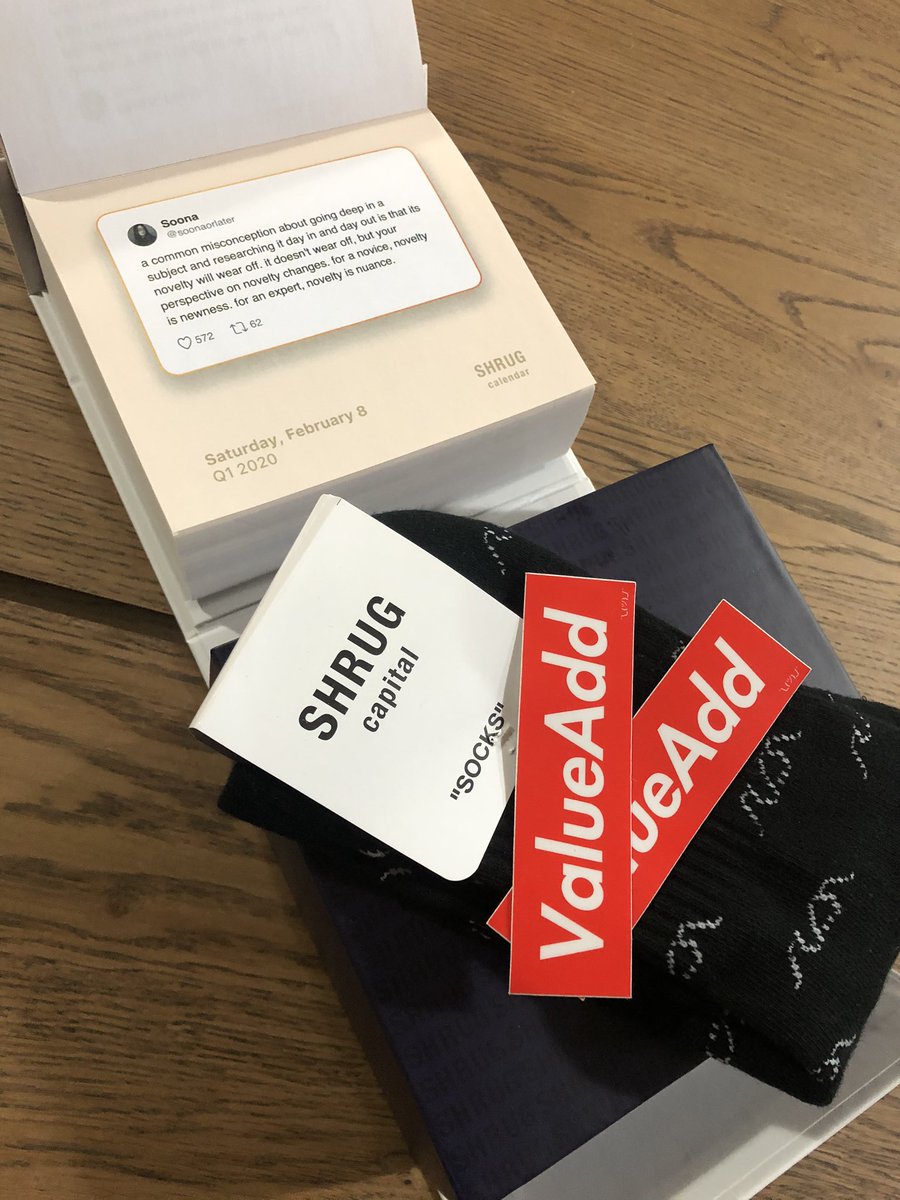 Soona
@soonaorlater
a common misconception about going deep in a
subject and researching it day in and day out is that its
novelty will wear off. it doesn't wear off, but your
perspective on novelty changes. for a novice, novelty
is newness. for an expert, novelty is nuance.
572 62
SHRUG
calendar
Saturday, February 8
Q1 2020
SHRUG
capital
"SOCKS"
ValueAdd
lueAdd